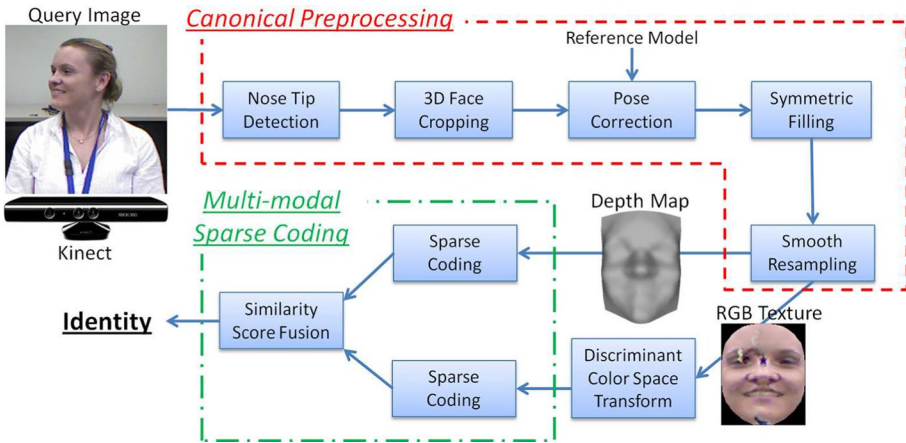 Query Image
Canonical Preprocessing
Reference Model
Nose Tip
Detection
3D Face
Cropping
Pose
Correction
Symmetric
Filling
Kinect
Multi-modal
Sparse Coding
Depth Map
Sparse
Coding
Smooth
Resampling
Identity
Similarity
Score Fusion
RGB Texture
Sparse
Coding
Discriminant
Color Space
Transform